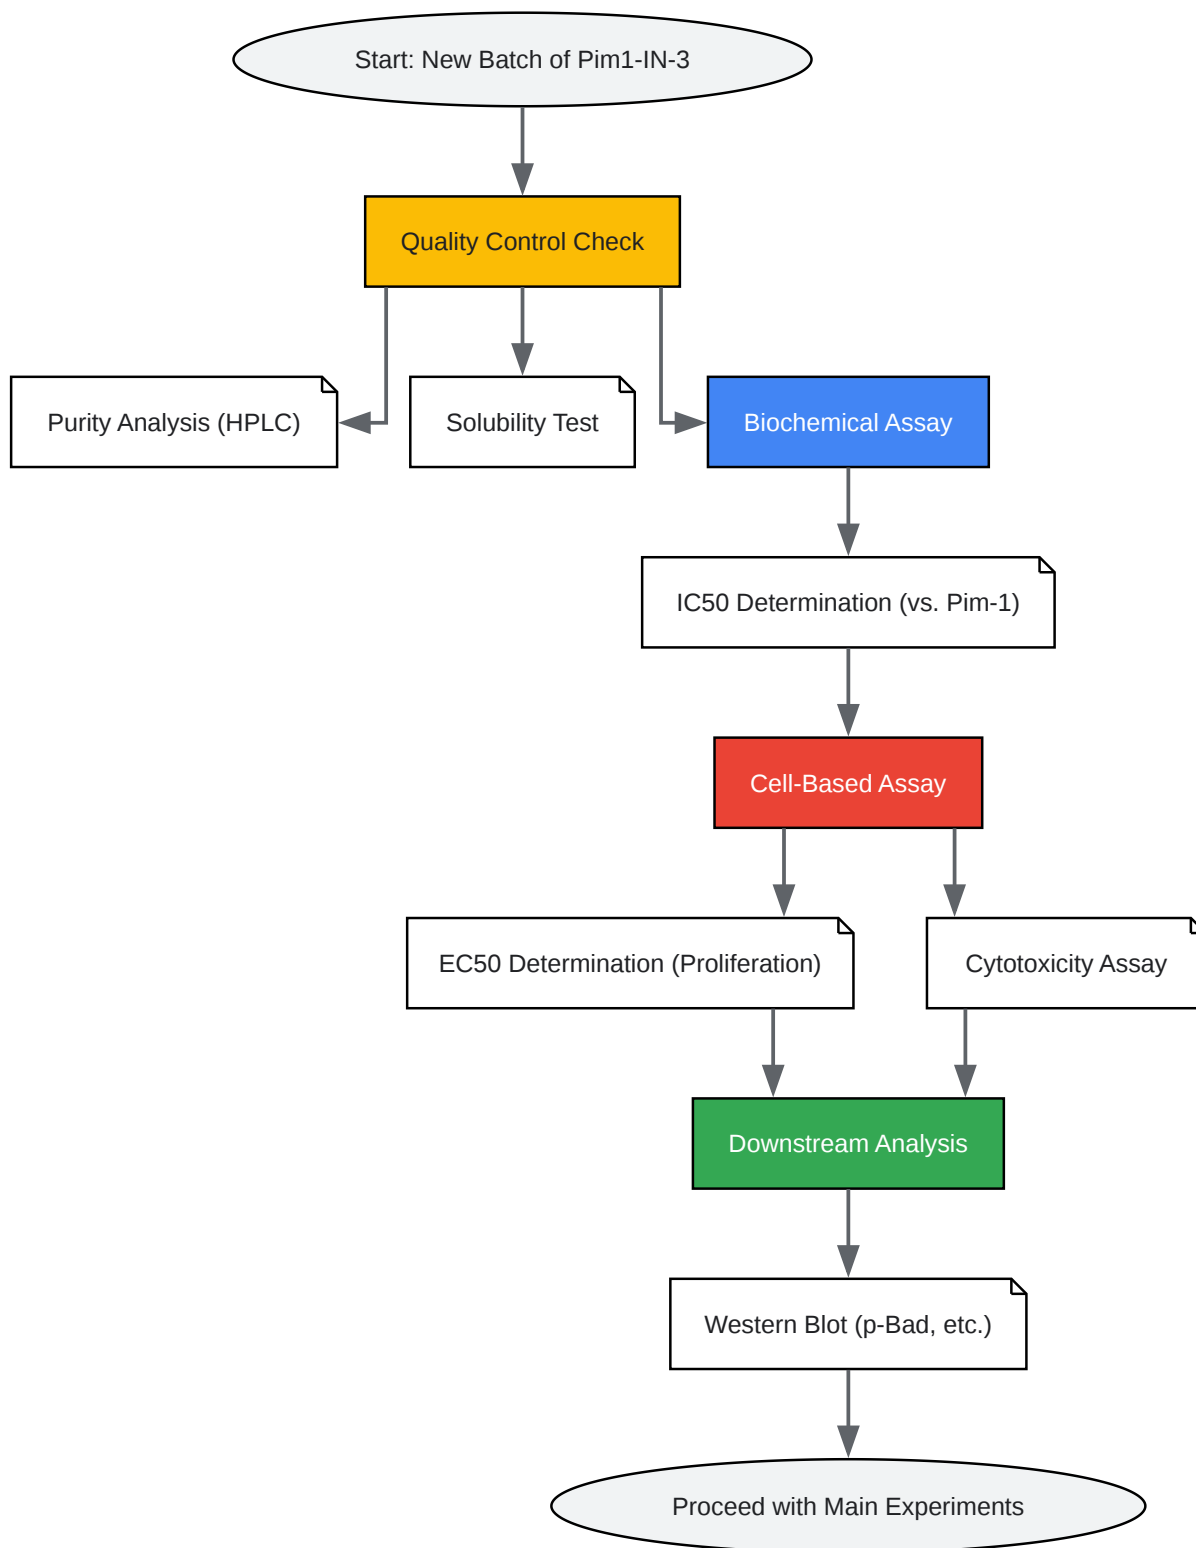 Start: New Batch of Pim1-IN-3
Quality Control Check
Purity Analysis (HPLC)
Solubility Test
Biochemical Assay
IC50 Determination (vs. Pim-1)
Cell-Based Assay
EC50 Determination (Proliferation)
Cytotoxicity Assay
Downstream Analysis
Western Blot (p-Bad, etc.)
Proceed with Main Experiments